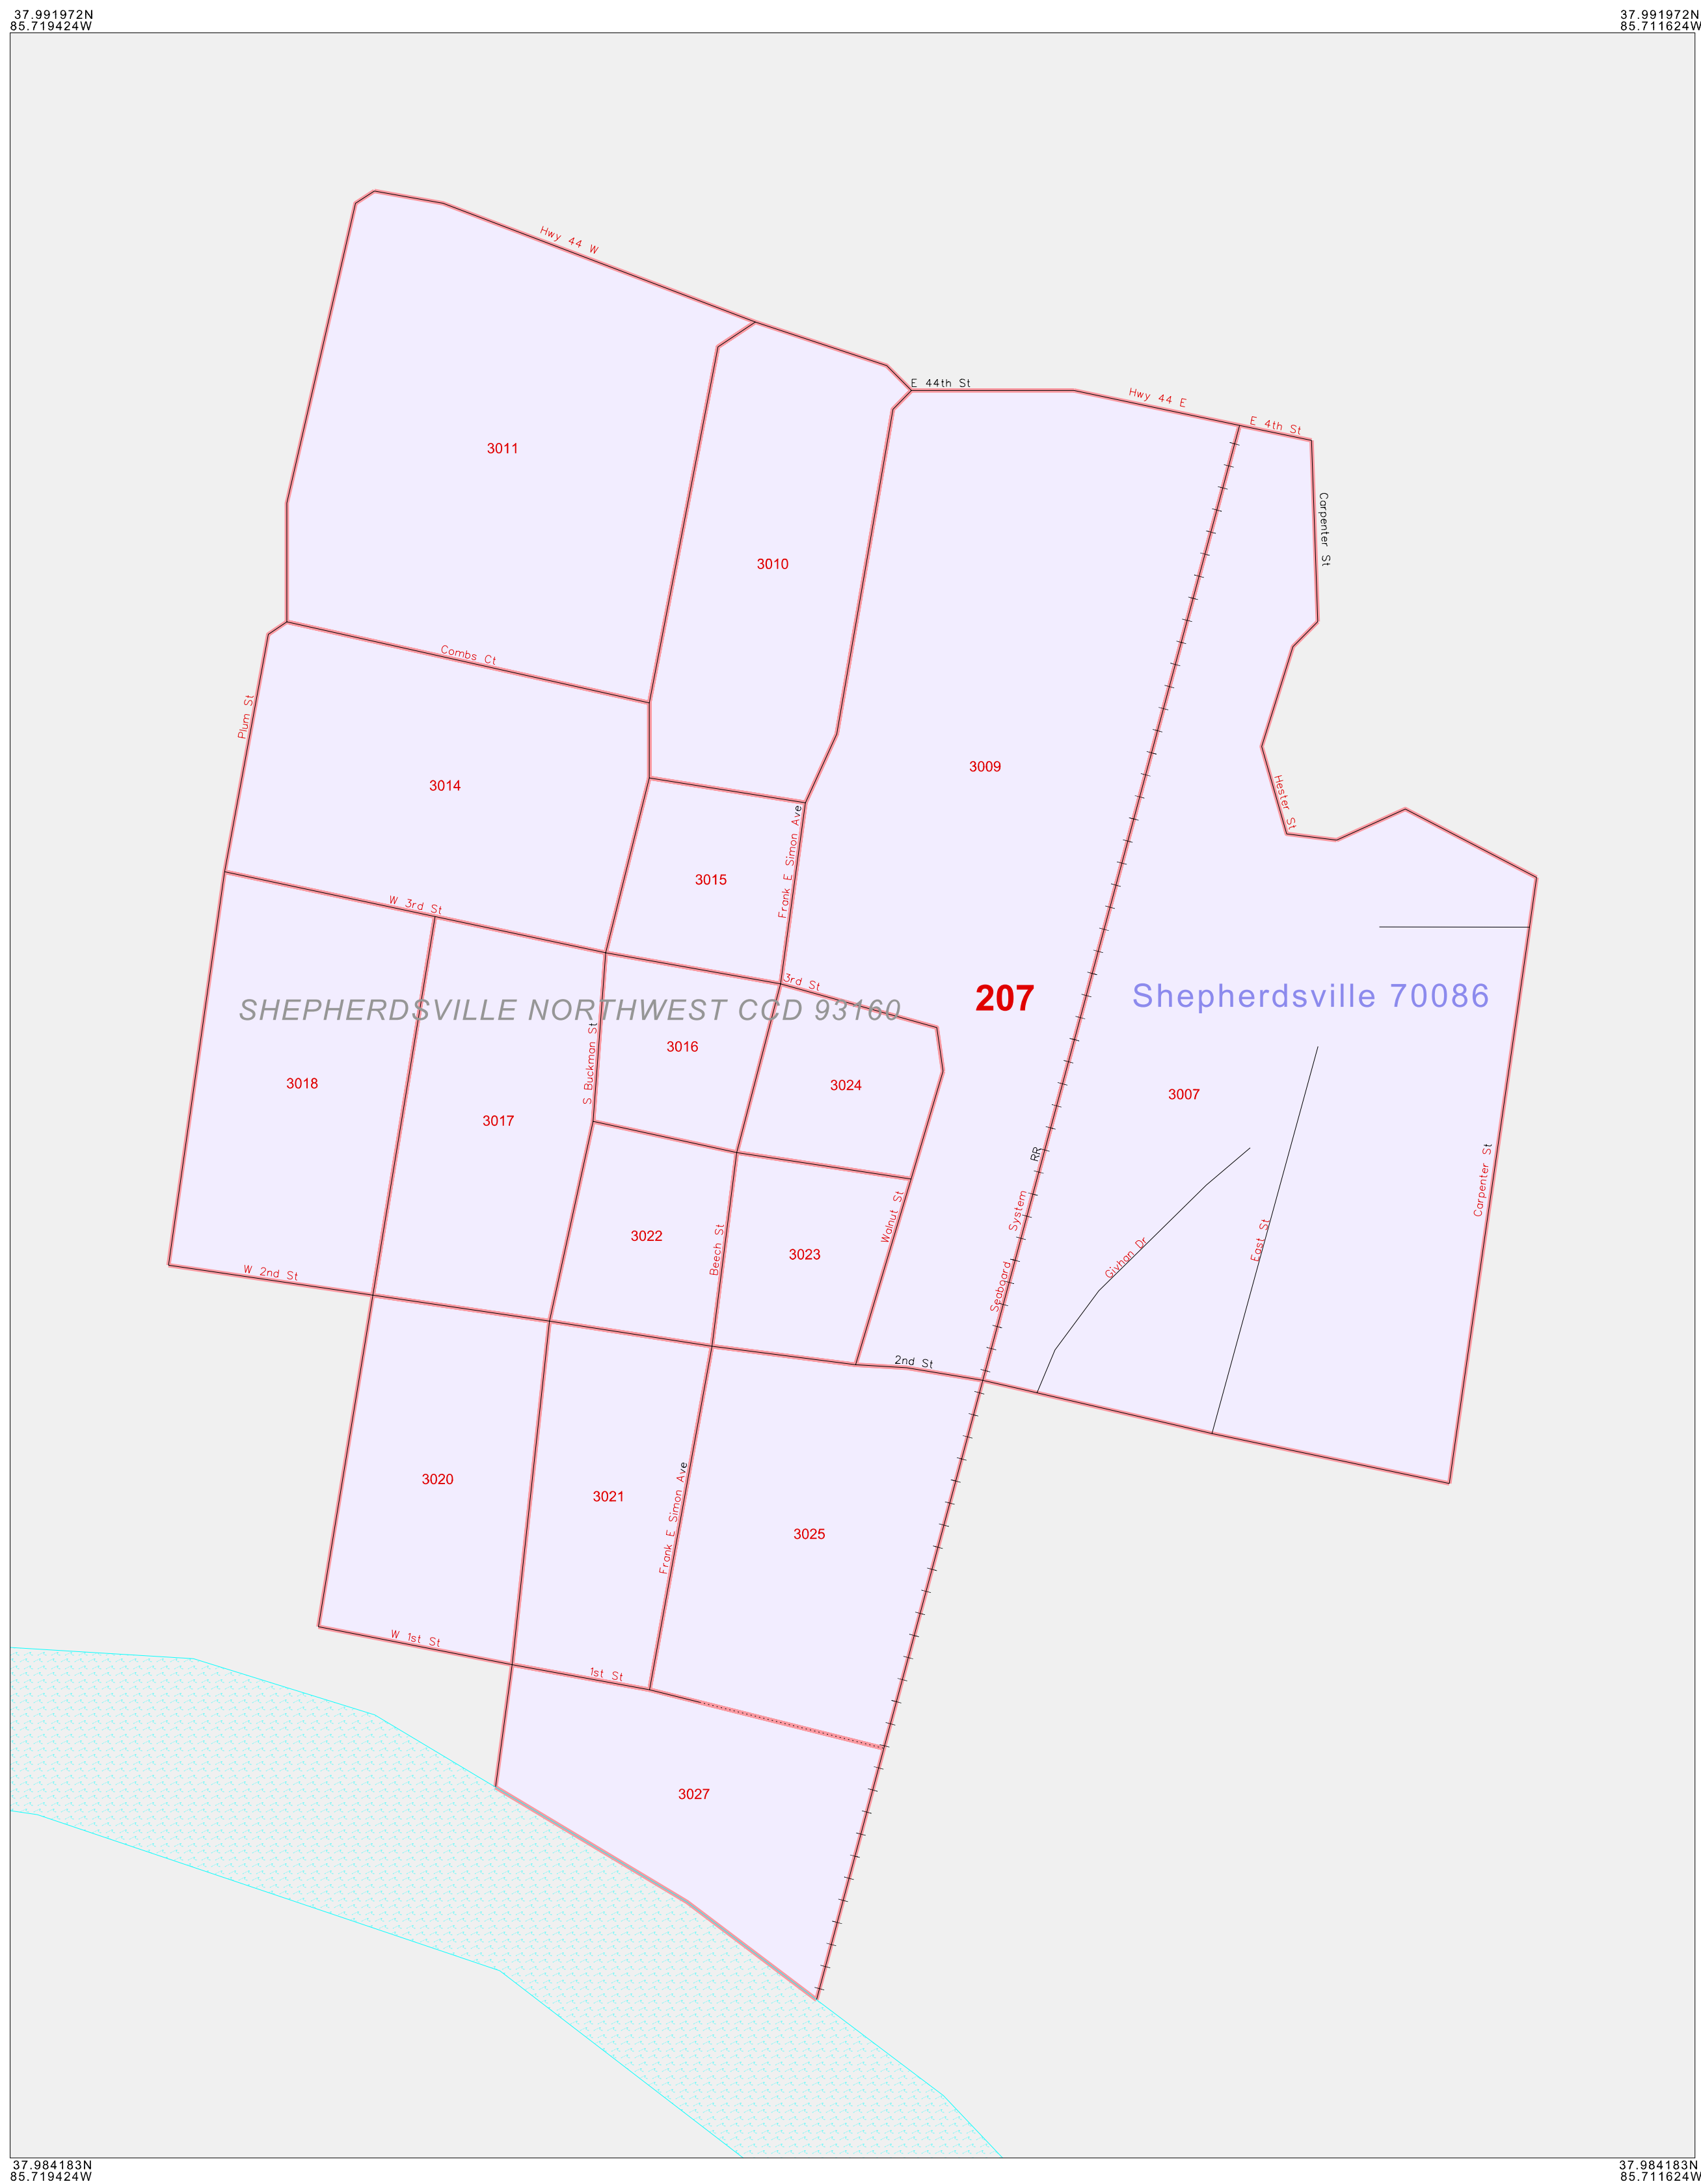 37.991972N
85.719424W
37.991972N
85.711624W
Hwy 44 W
E 44th St
Hwy 44 E
E 4th St
3011
Carpenter St
3010
Combs Ct
Plum St
3009
3014
Hester St
Frank E Simon Ave
3015
W 3rd St
3rd St
207
Shepherdsville 70086
SHEPHERDSVILLE NORTHWEST CCD 93160
S Buckman St
3016
3018
3024
3007
3017
Seaboard System RR
Carpenter St
Walnut St
3022
Beech St
3023
Givhan Dr
East St
W 2nd St
2nd St
3020
3021
Frank E Simon Ave
3025
W 1st St
1st St
3027
37.984183N
85.719424W
37.984183N
85.711624W